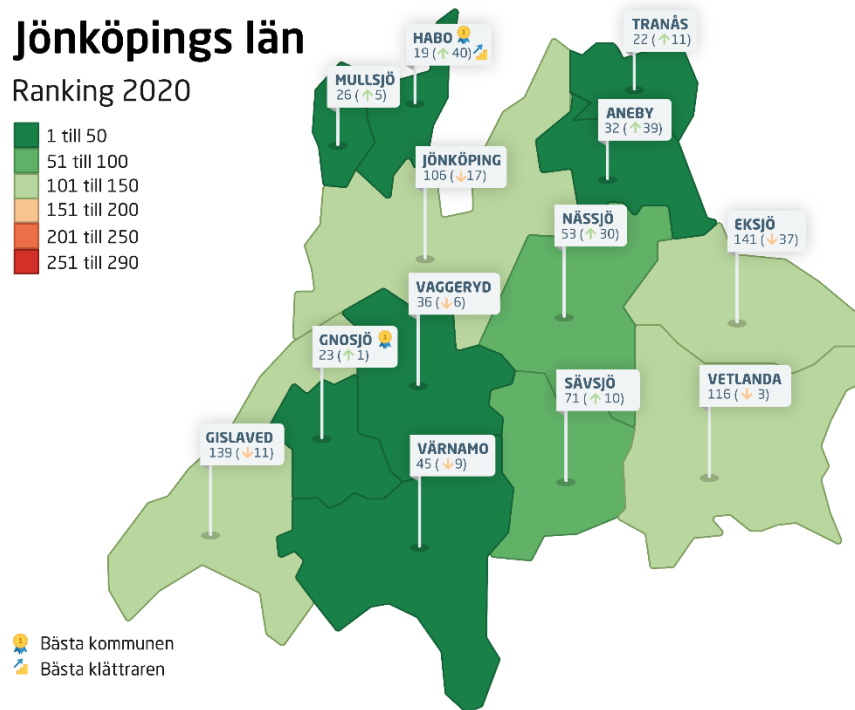 Jönköpings län
Ranking 2020
1 till 50
51 till 100
101 till 150
151 till 200
201 till 250
251 till 290
HABO
19 (↑ 40)
TRANÅS
22 (↑11)
MULLSJÖ
26 (↑5)
ANEBY
32 (↑39)
JÖNKÖPING
106 (↓17)
NÄSSJÖ
53 (↑ 30)
EKSJÖ
141 (↓37)
VAGGERYD
36 (↓6)
GNOSJÖ
23 (↑1)
SÄVSJÖ
71 (↑ 10)
VETLANDA
116 (↓ 3)
GISLAVED
139 (↓11)
VÄRNAMO
45 (↓9)
Bästa kommunen
Bästa klättraren